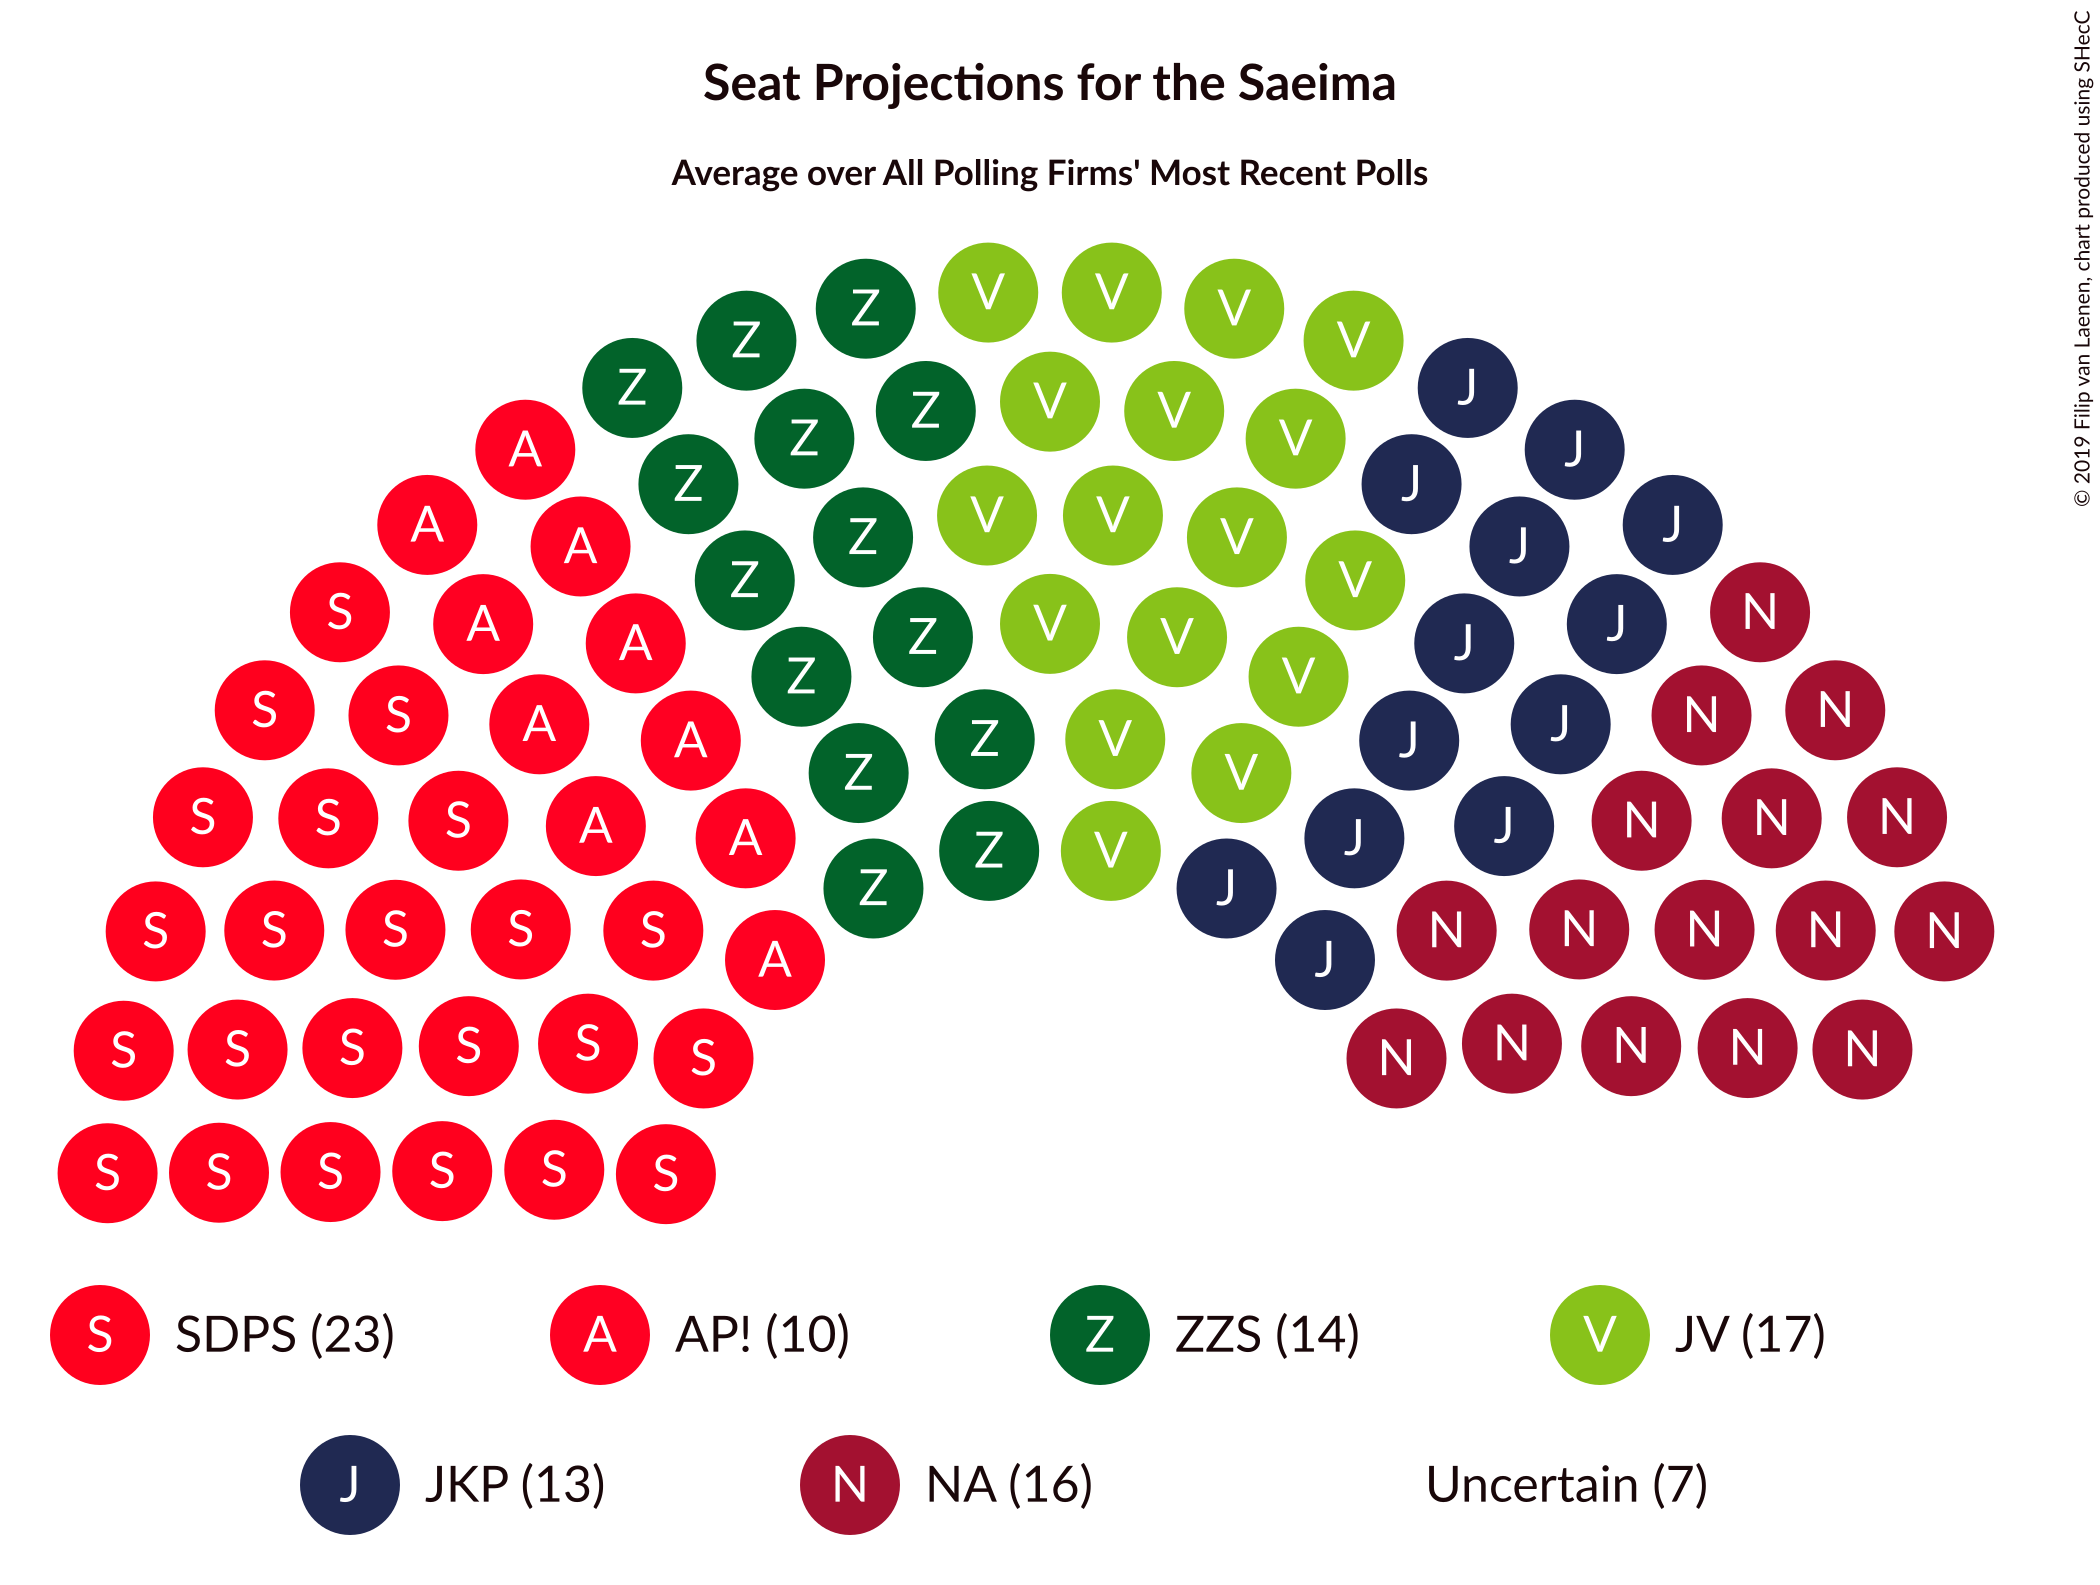 Seat Projections for the Saeima
Average over All Polling Firms' Most Recent Polls
© 2019 Filip van Laenen, chart produced using SHecC
V V
Z V
Z V
Z J
V
Z V
A J
Z V
Z J
V V
Z V
A J
A J
Z V
S N
V
A J
Z V
A J
Z V
S N
S N
A J
Z V
A J
Z V
S N
S N
S N
A J
A J
Z V
Z J
S S S S S N N N N N
A J
S S S S S S N N N N N
S S S S S S
S SDPS (23) A AP! (10) Z ZZS (14) V JV (17)
J JKP (13) N NA (16) Uncertain (7)